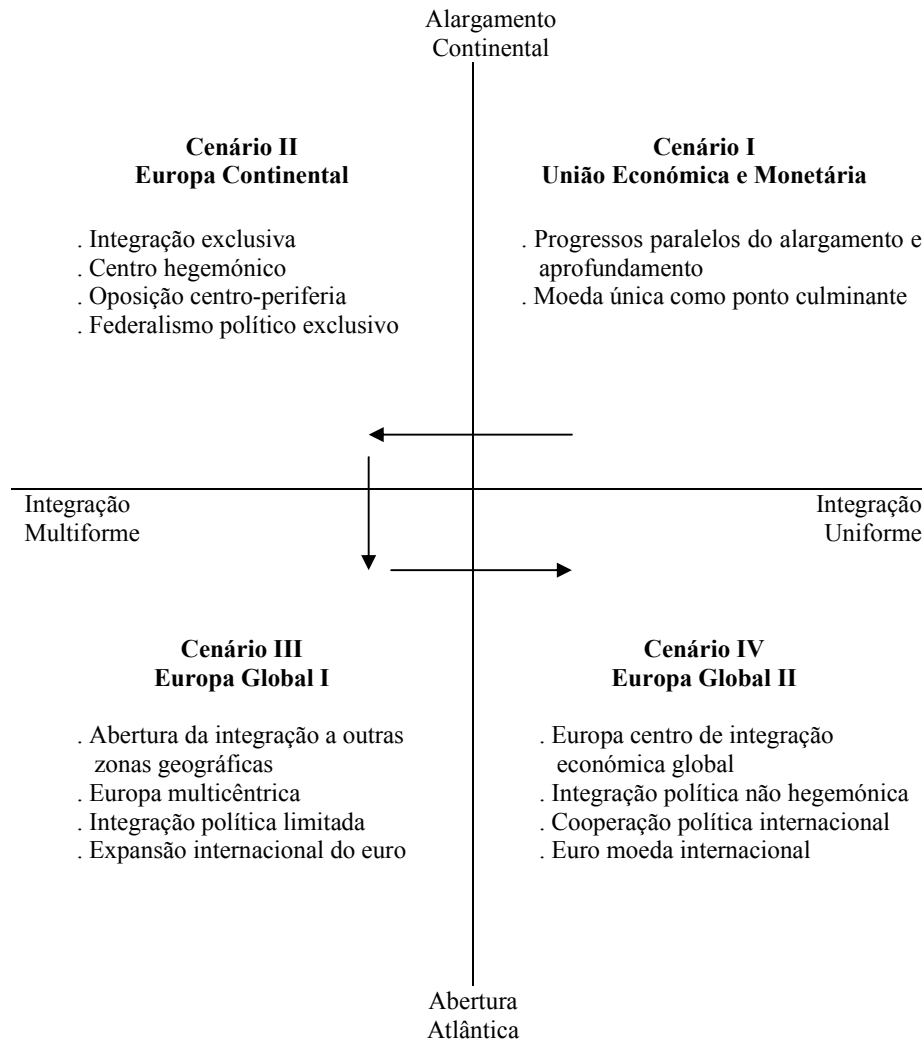 Alargamento
Continental
Cenário II
Europa Continental
. Integração exclusiva
. Centro hegemónico
. Oposição centro-periferia
. Federalismo político exclusivo
Cenário I
União Económica e Monetária
. Progressos paralelos do alargamento e
aprofundamento
. Moeda única como ponto culminante
Integração
Multiforme
Integração
Uniforme
Cenário III
Europa Global I
. Abertura da integração a outras
zonas geográficas
. Europa multicêntrica
. Integração política limitada
. Expansão internacional do euro
Cenário IV
Europa Global II
. Europa centro de integração
económica global
. Integração política não hegemónica
. Cooperação política internacional
. Euro moeda internacional
Abertura
Atlântica